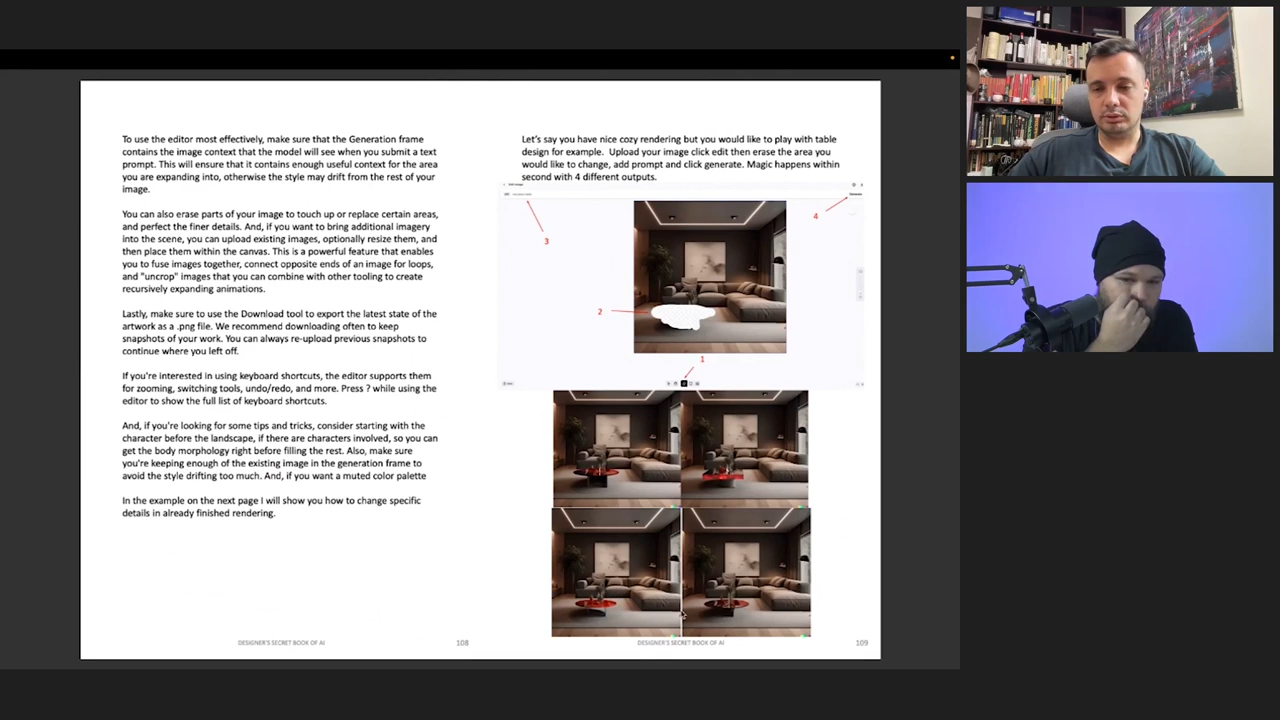 To use the editor most effectively, make sure that the Generation frame
contains the image context that the model will see when you submit a text
prompt. This will ensure that it contains enough useful context for the area
you are expanding into, otherwise the style may drift from the rest of your
image.
You can also erase parts of your image to touch up or replace certain areas,
and perfect the finer details. And, if you want to bring additional imagery
into the scene, you can upload existing images, optionally resize them, and
then place them within the canvas. This is a powerful feature that enables
you to fuse images together, connect opposite ends of an image for loops,
and "uncrop" images that you can combine with other tooling to create
recursively expanding animations.
Lastly, make sure to use the Download tool to export the latest state of the
artwork as a .png file. We recommend downloading often to keep
snapshots of your work. You can always re-upload previous snapshots to
continue where you left off.
If you're interested in using keyboard shortcuts, the editor supports them
for zooming, switching tools, undo/redo, and more. Press ? while using the
editor to show the full list of keyboard shortcuts.
And, if you're looking for some tips and tricks, consider starting with the
character before the landscape, if there are characters involved, so you can
get the body morphology right before filling the rest. Also, make sure
you're keeping enough of the existing image in the generation frame to
avoid the style drifting too much. And, if you want a muted color palette
In the example on the next page I will show you how to change specific
details in already finished rendering.
DESIGNER'S SECRET BOOK OF AI
108
Let's say you have nice cozy rendering but you would like to play with table
design for example. Upload your image click edit then erase the area you
would like to change, add prompt and click generate. Magic happens within
second with 4 different outputs.
Edit image
Generate
3
4
2
1
DESIGNER'S SECRET BOOK OF AI
109